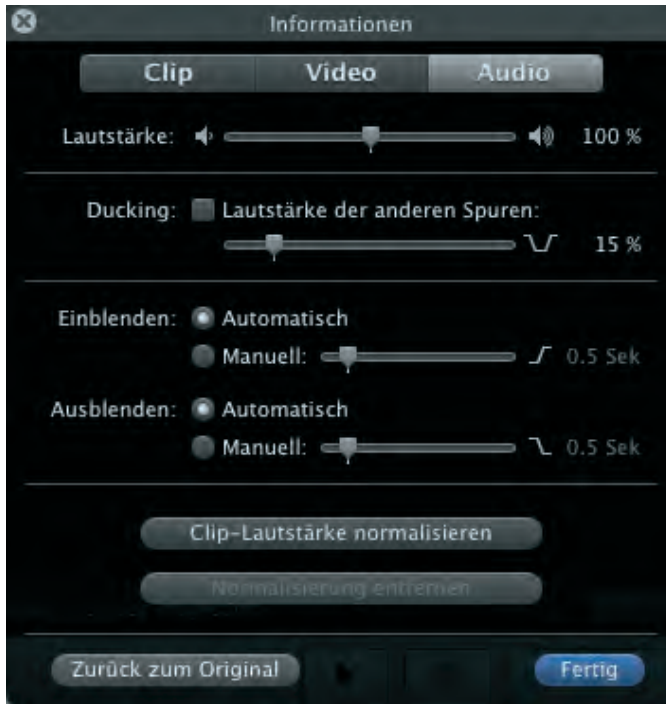 Informationen
Clip Video Audio
Lautstärke: 100 %
Ducking: Lautstärke der anderen Spuren:
15 %
Einblenden: Automatisch
Manuell: 0.5 Sek
Ausblenden: Automatisch
Manuell: 0.5 Sek
Clip-Lautstärke normalisieren
Normalisierung entfernen
Zurück zum Original Fertig